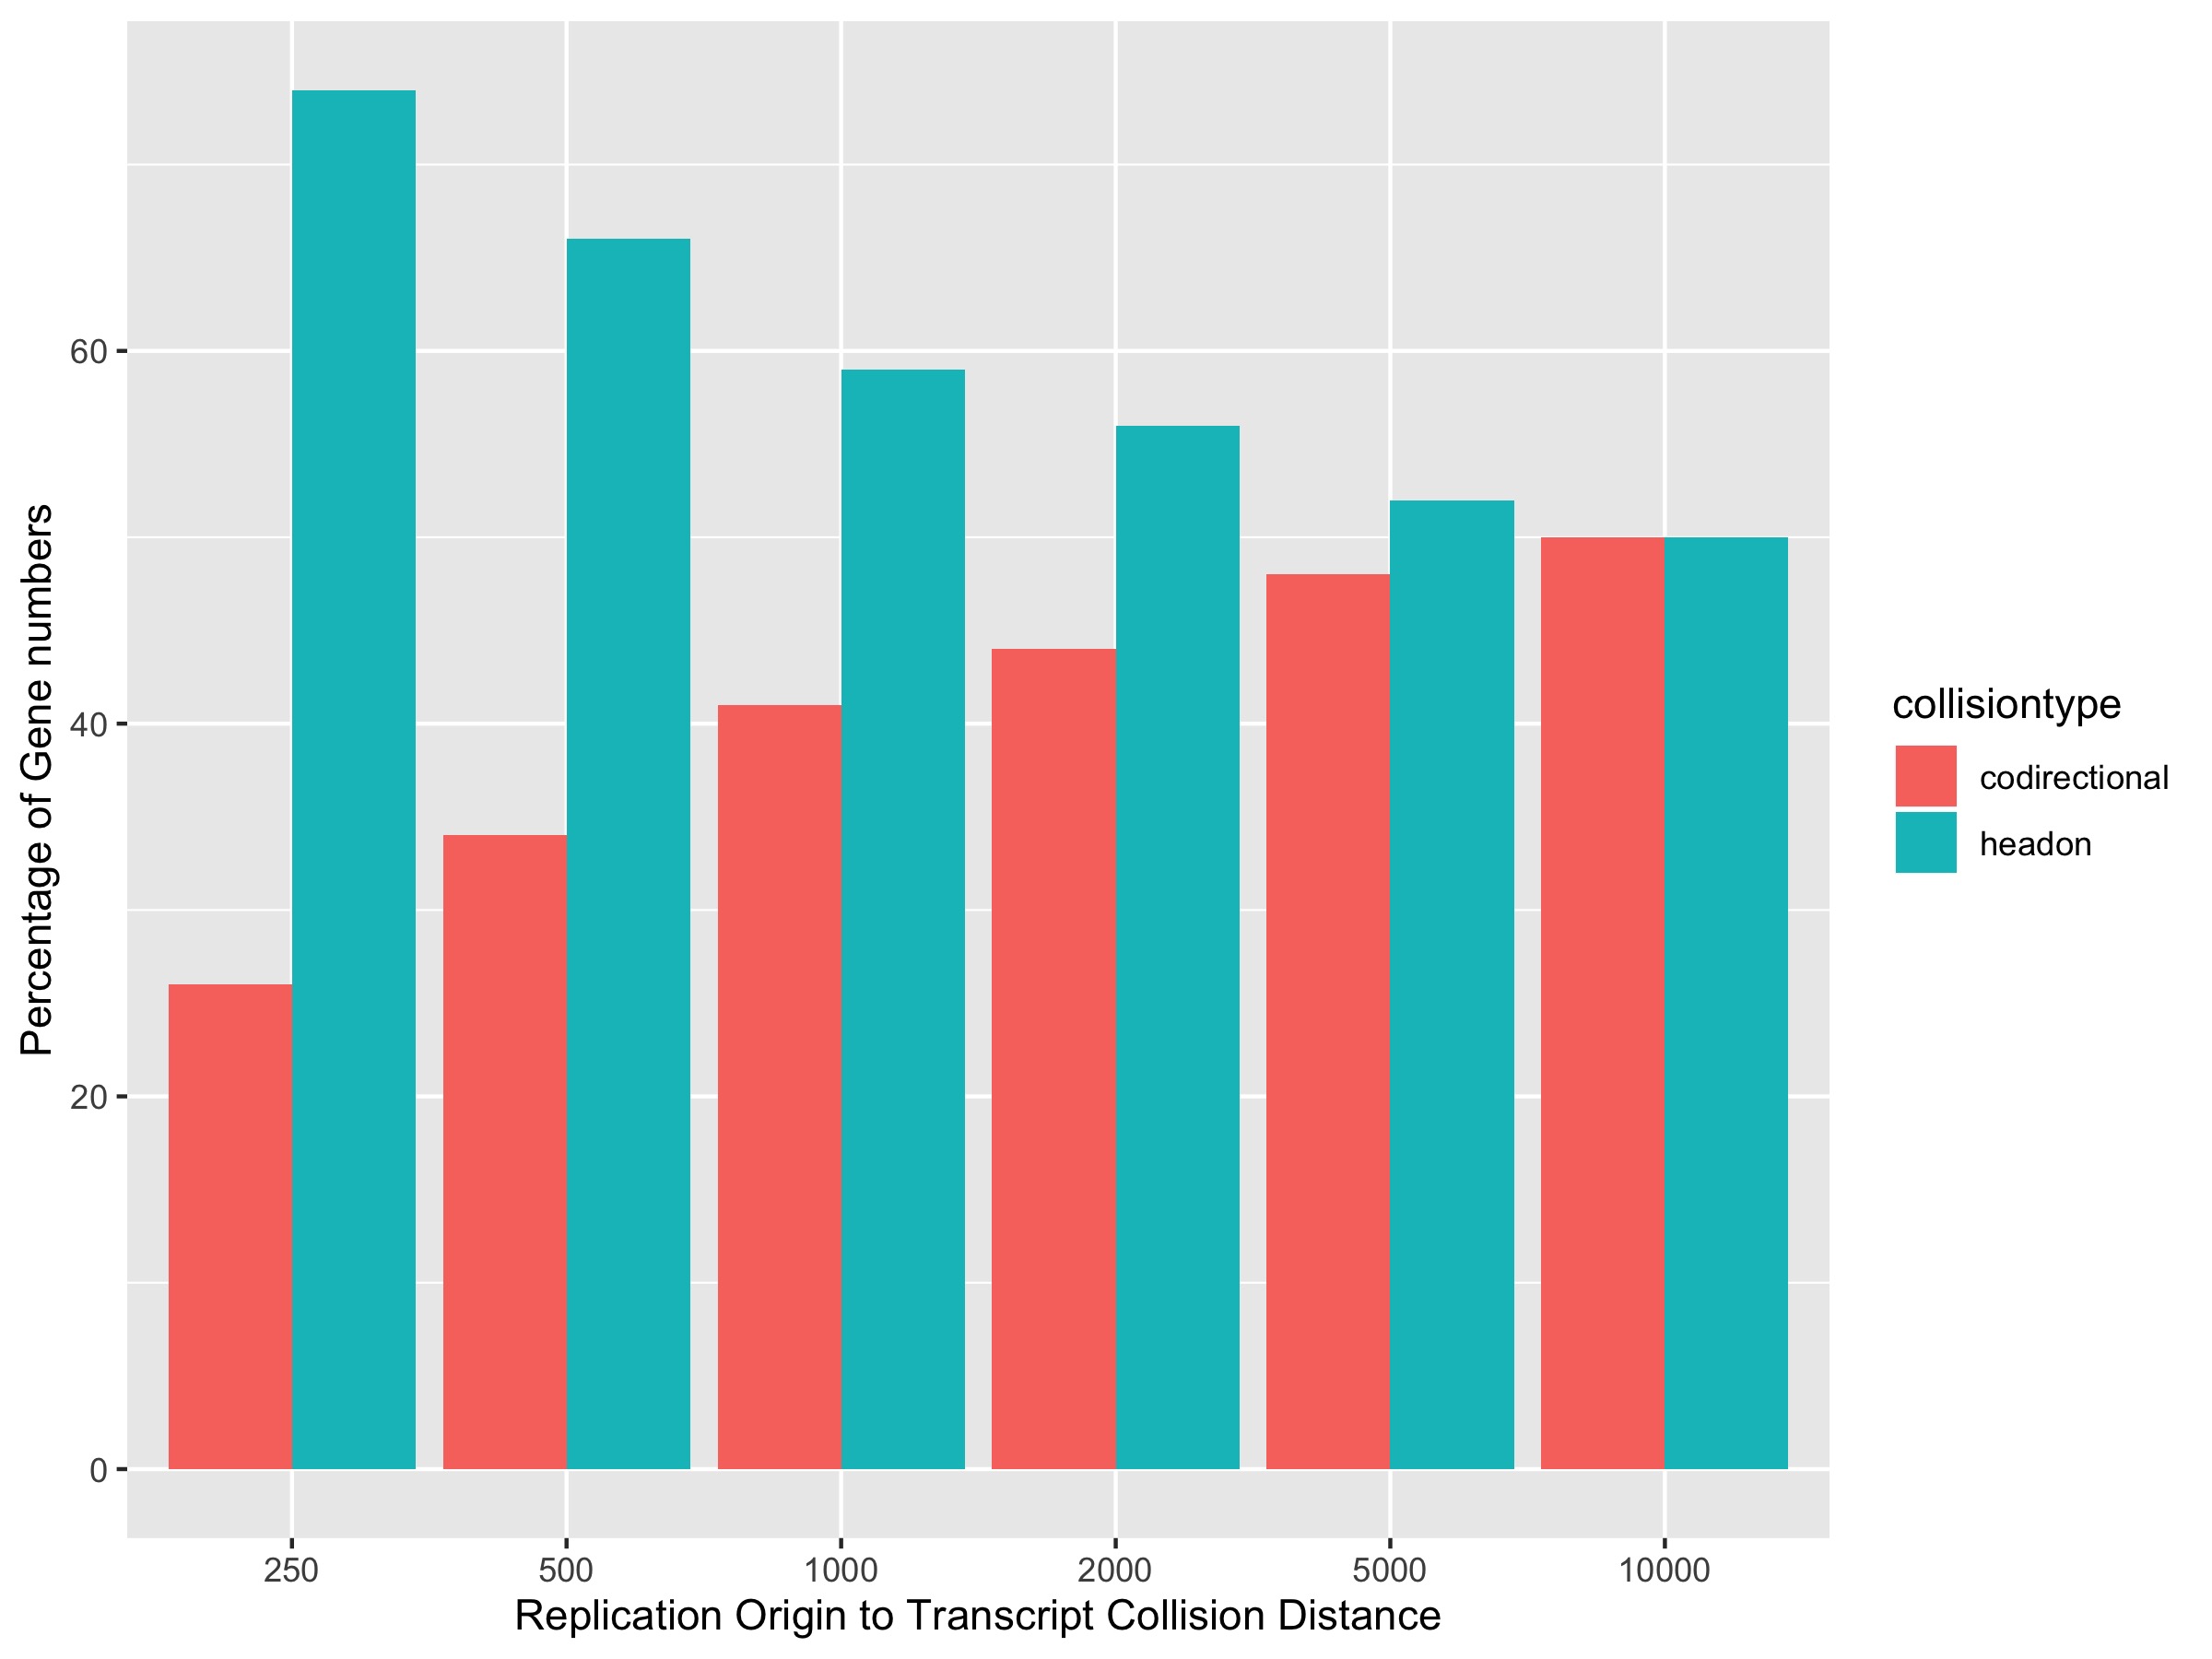 Percentage of Gene numbers
60
40
20
0
250 500 1000 2000 5000 10000
Replication Origin to Transcript Collision Distance
collisiontype
codirectional
headon